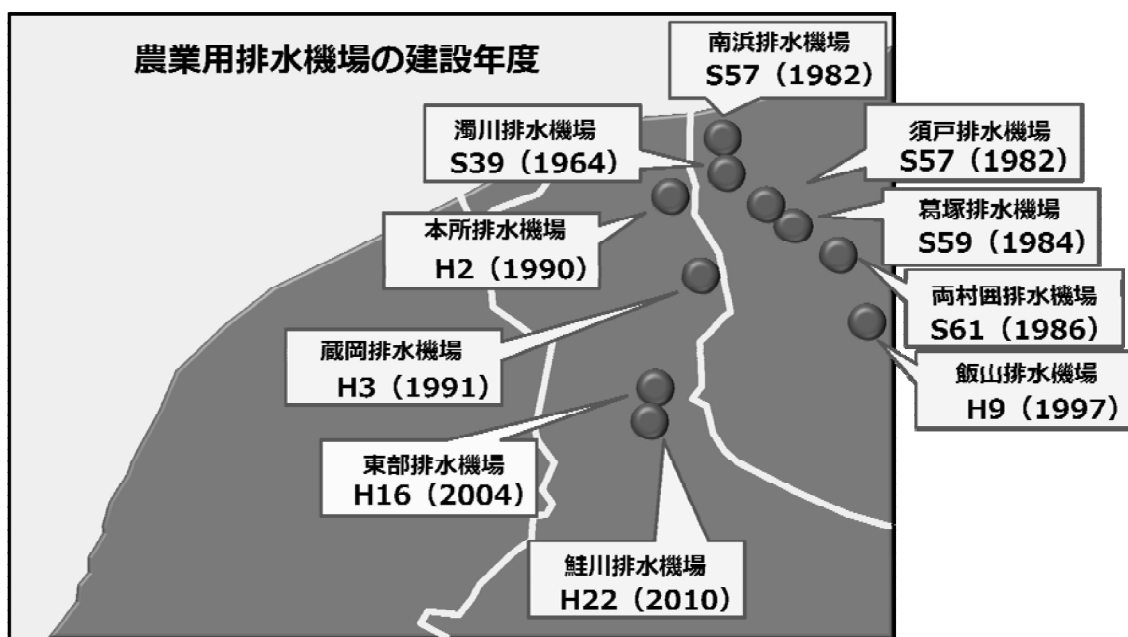 農業用排水機場の建設年度
南浜排水機場
S57（1982）
濁川排水機場
S39（1964）
須戸排水機場
S57（1982）
本所排水機場
H2（1990）
葛塚排水機場
S59（1984）
両村囲排水機場
S61（1986）
蔵岡排水機場
H3（1991）
飯山排水機場
H9（1997）
東部排水機場
H16（2004）
鮭川排水機場
H22（2010）